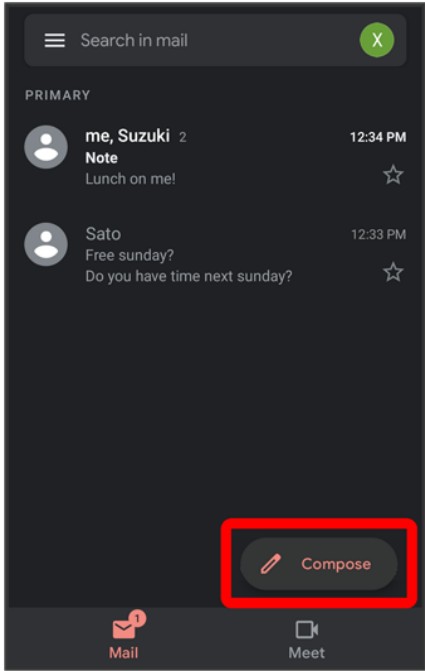 Search in mail
X
PRIMARY
me, Suzuki 2
12:34 PM
Note
Lunch on me!
Sato
12:33 PM
Free sunday?
Do you have time next sunday?
Compose
1
Mail
Meet